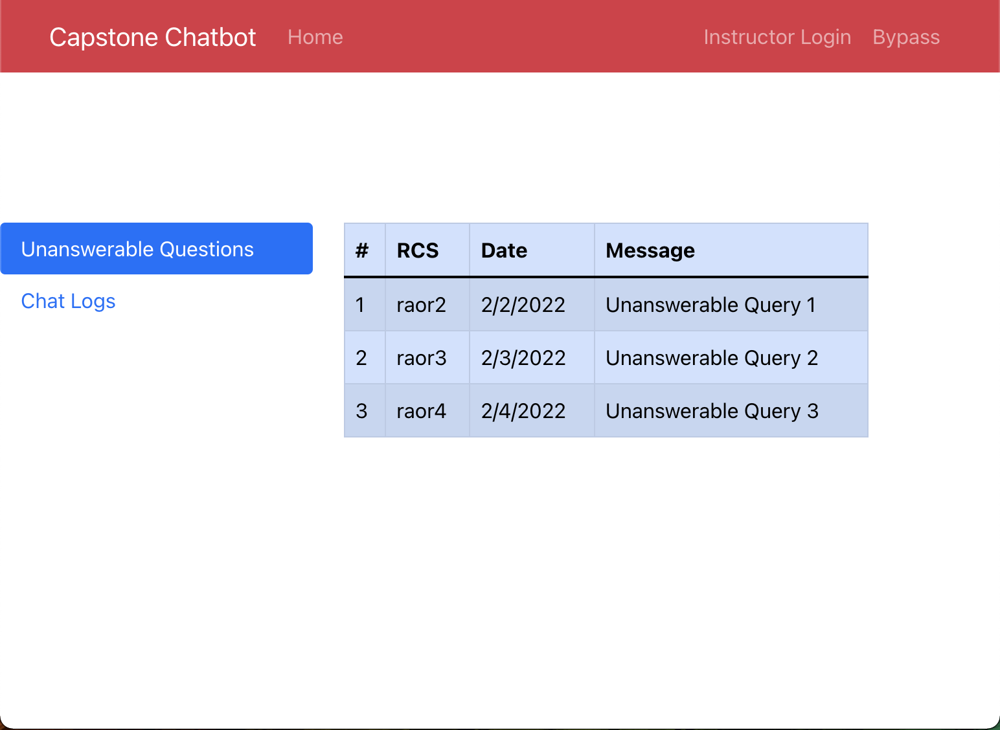 Capstone Chatbot Home Instructor Login Bypass
Unanswerable Questions
Chat Logs
# RCS Date Message
1 raor2 2/2/2022 Unanswerable Query 1
2 raor3 2/3/2022 Unanswerable Query 2
3 raor4 2/4/2022 Unanswerable Query 3